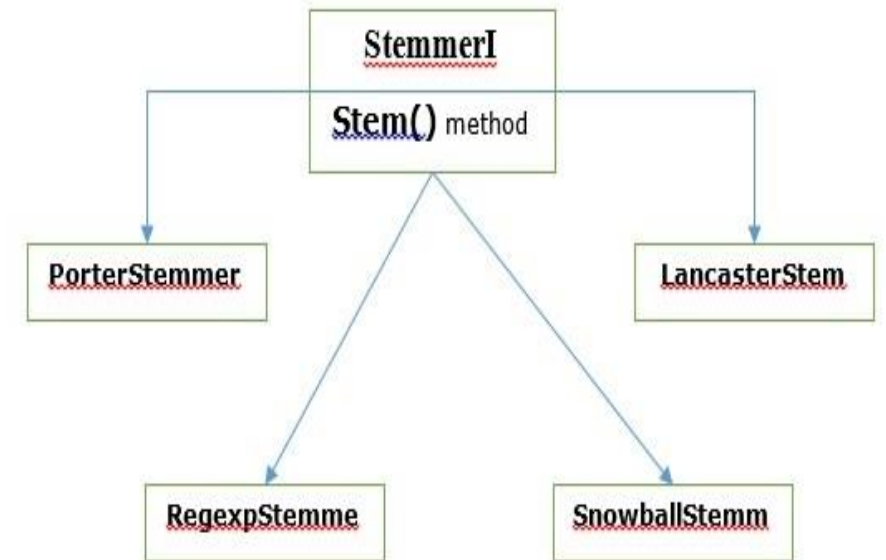 StemmerI
Stem() method
PorterStemmer
LancasterStem
RegexpStemme
SnowballStemm